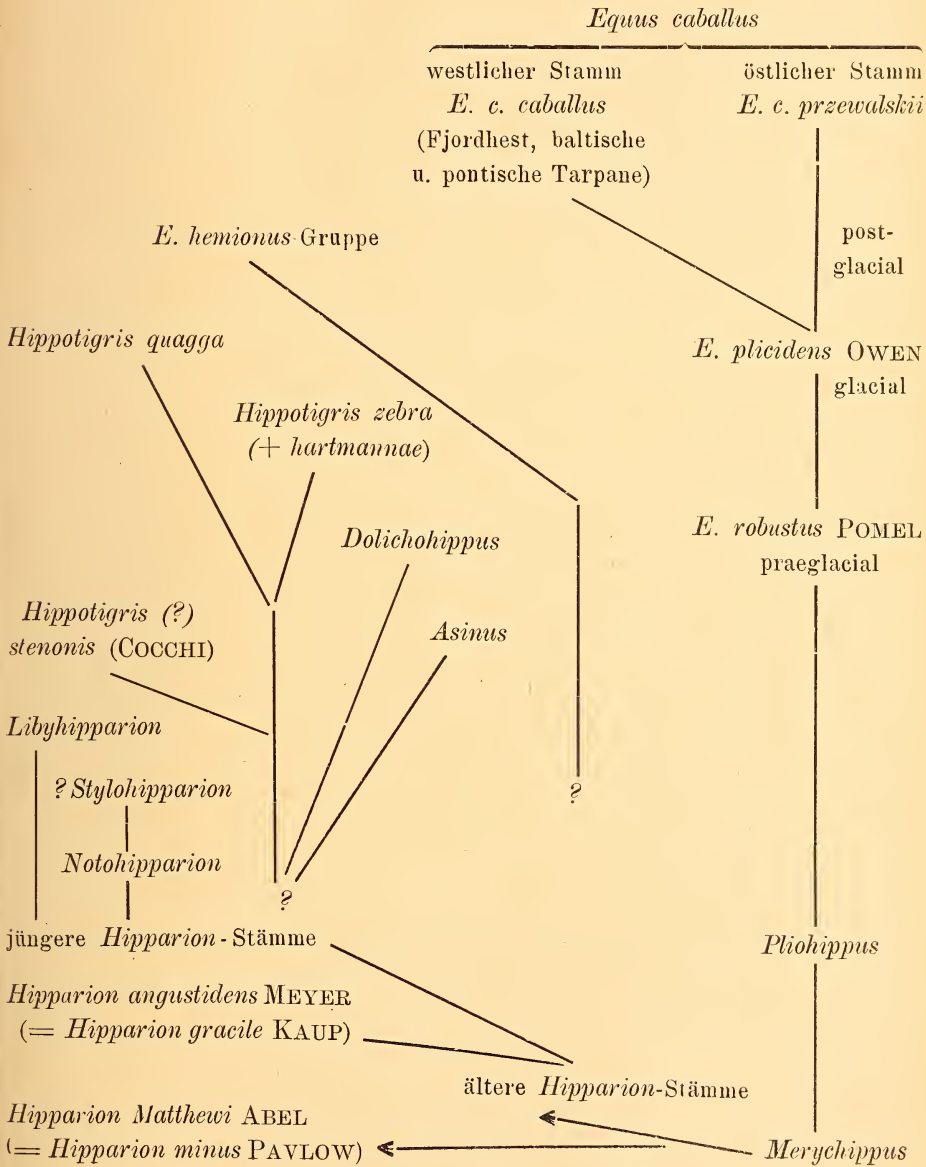 Equus caballus
westlicher Stamm
E. c. caballus
(Fjordhest, baltische
u. pontische Tarpane)
östlicher Stamm
E. c. przewalskii
post-
glacial
E. hemionus Gruppe
Hippotigris quagga
E. plicidens OWEN
glacial
Hippotigris zebra
(+ hartmannae)
E. robustus POMEL
praeglacial
Dolichohippus
Hippotigris (?)
stenonis (COCCHI)
Asinus
Libyhipparion
? Stylohipparion
?
Notohipparion
?
jüngere Hipparion-Stämme
Pliohippus
Hipparion angustidens MEYER
(= Hipparion gracile KAUP)
ältere Hipparion-Stämme
Hipparion Matthewi ABEL
(= Hipparion minus PAVLOW)
Merychippus